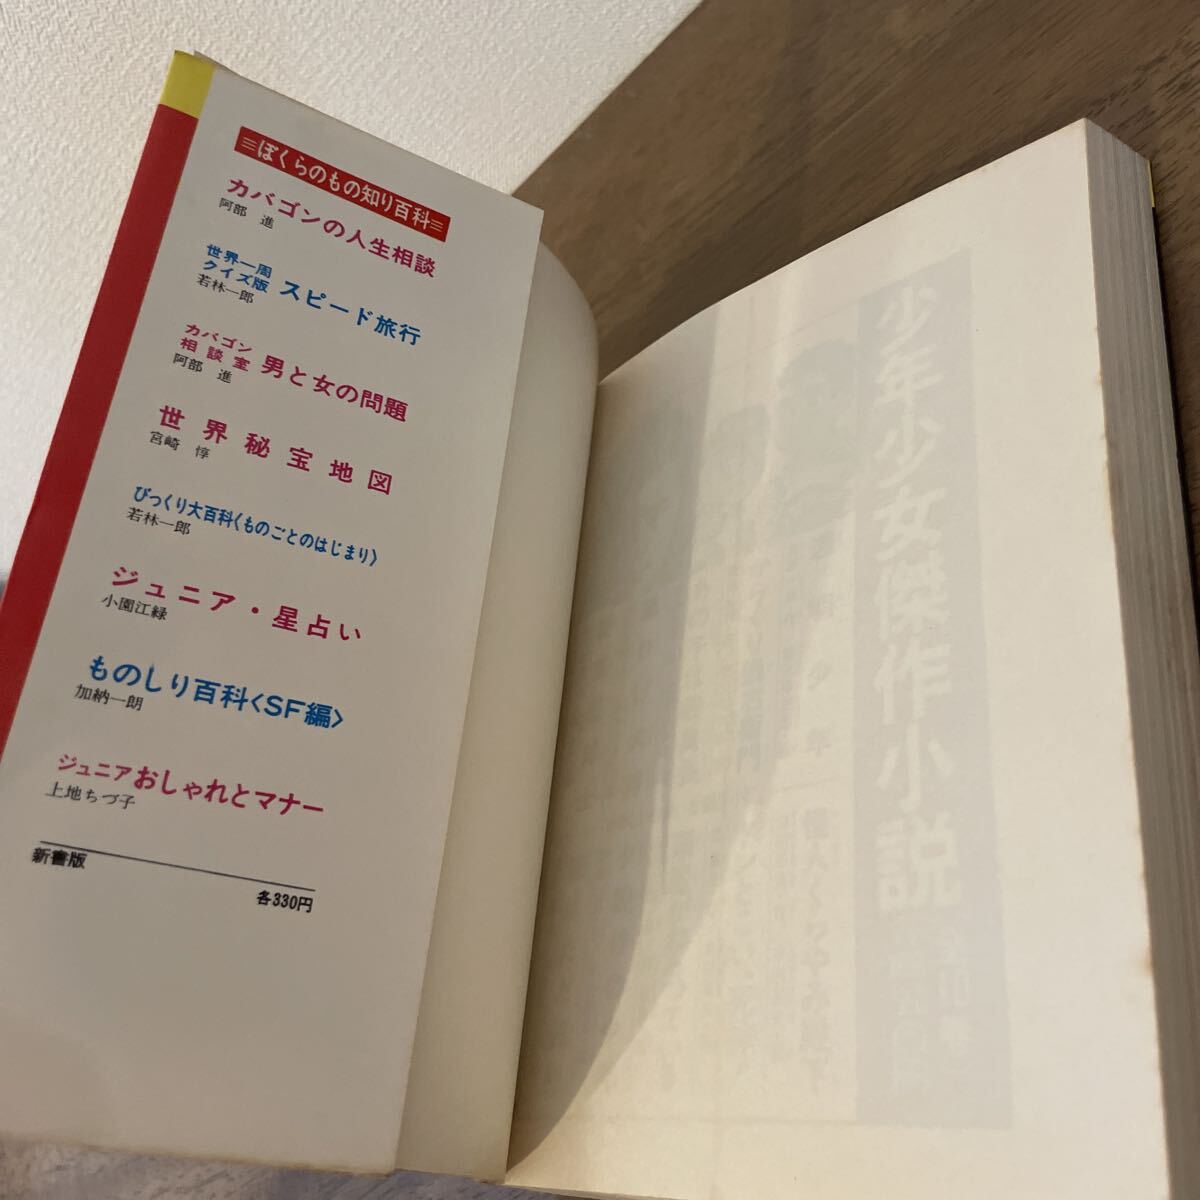 ≡ぼくらのもの知り百科≡
カバゴンの人生相談
阿部 進
世界一周
クイズ版 スピード旅行
若林一郎
カバゴン
相談室 男と女の問題
阿部 進
世界秘宝地図
宮崎 惇
びっくり大百科〈ものごとのはじまり〉
若林一郎
ジュニア・星占い
小園江緑
ものしり百科〈SF編〉
加納一朗
ジュニアおしゃれとマナー
上地ちづ子
新書版
各330円
少年少女傑作小説